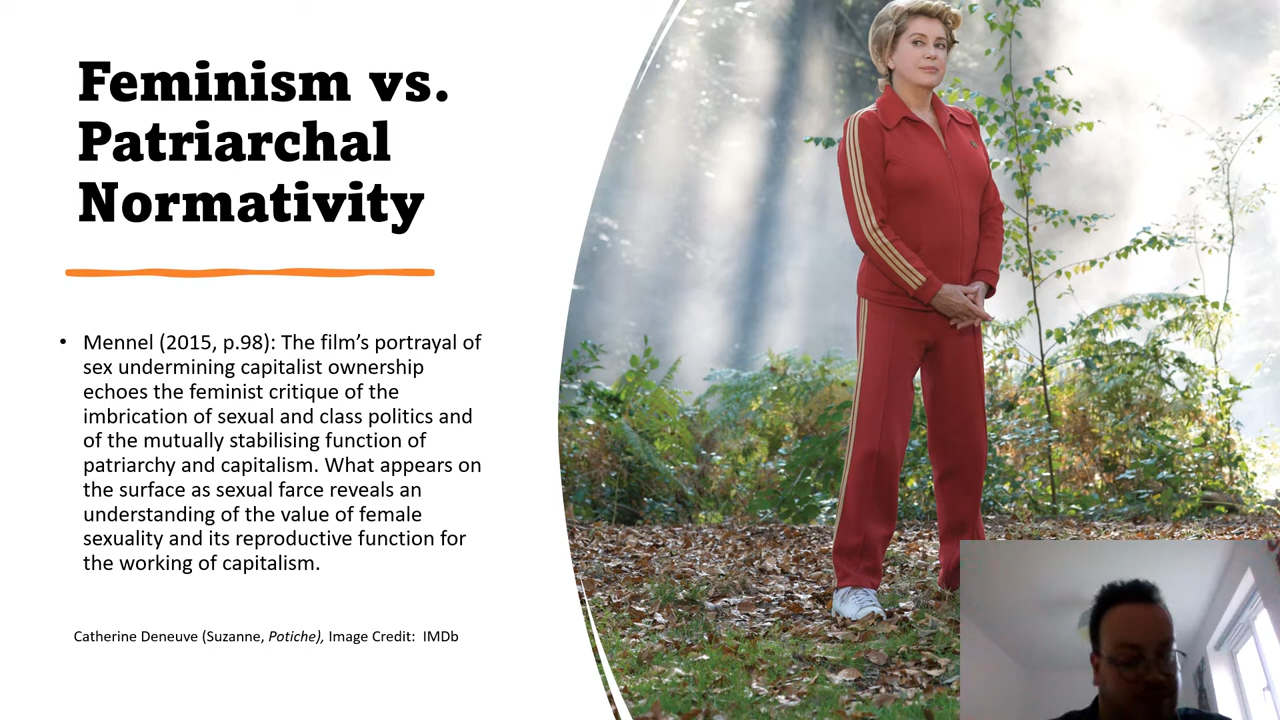 Feminism vs.
Patriarchal
Normativity
• Mennel (2015, p.98): The film’s portrayal of
sex undermining capitalist ownership
echoes the feminist critique of the
imbrication of sexual and class politics and
of the mutually stabilising function of
patriarchy and capitalism. What appears on
the surface as sexual farce reveals an
understanding of the value of female
sexuality and its reproductive function for
the working of capitalism.
Catherine Deneuve (Suzanne, Potiche), Image Credit: IMDb